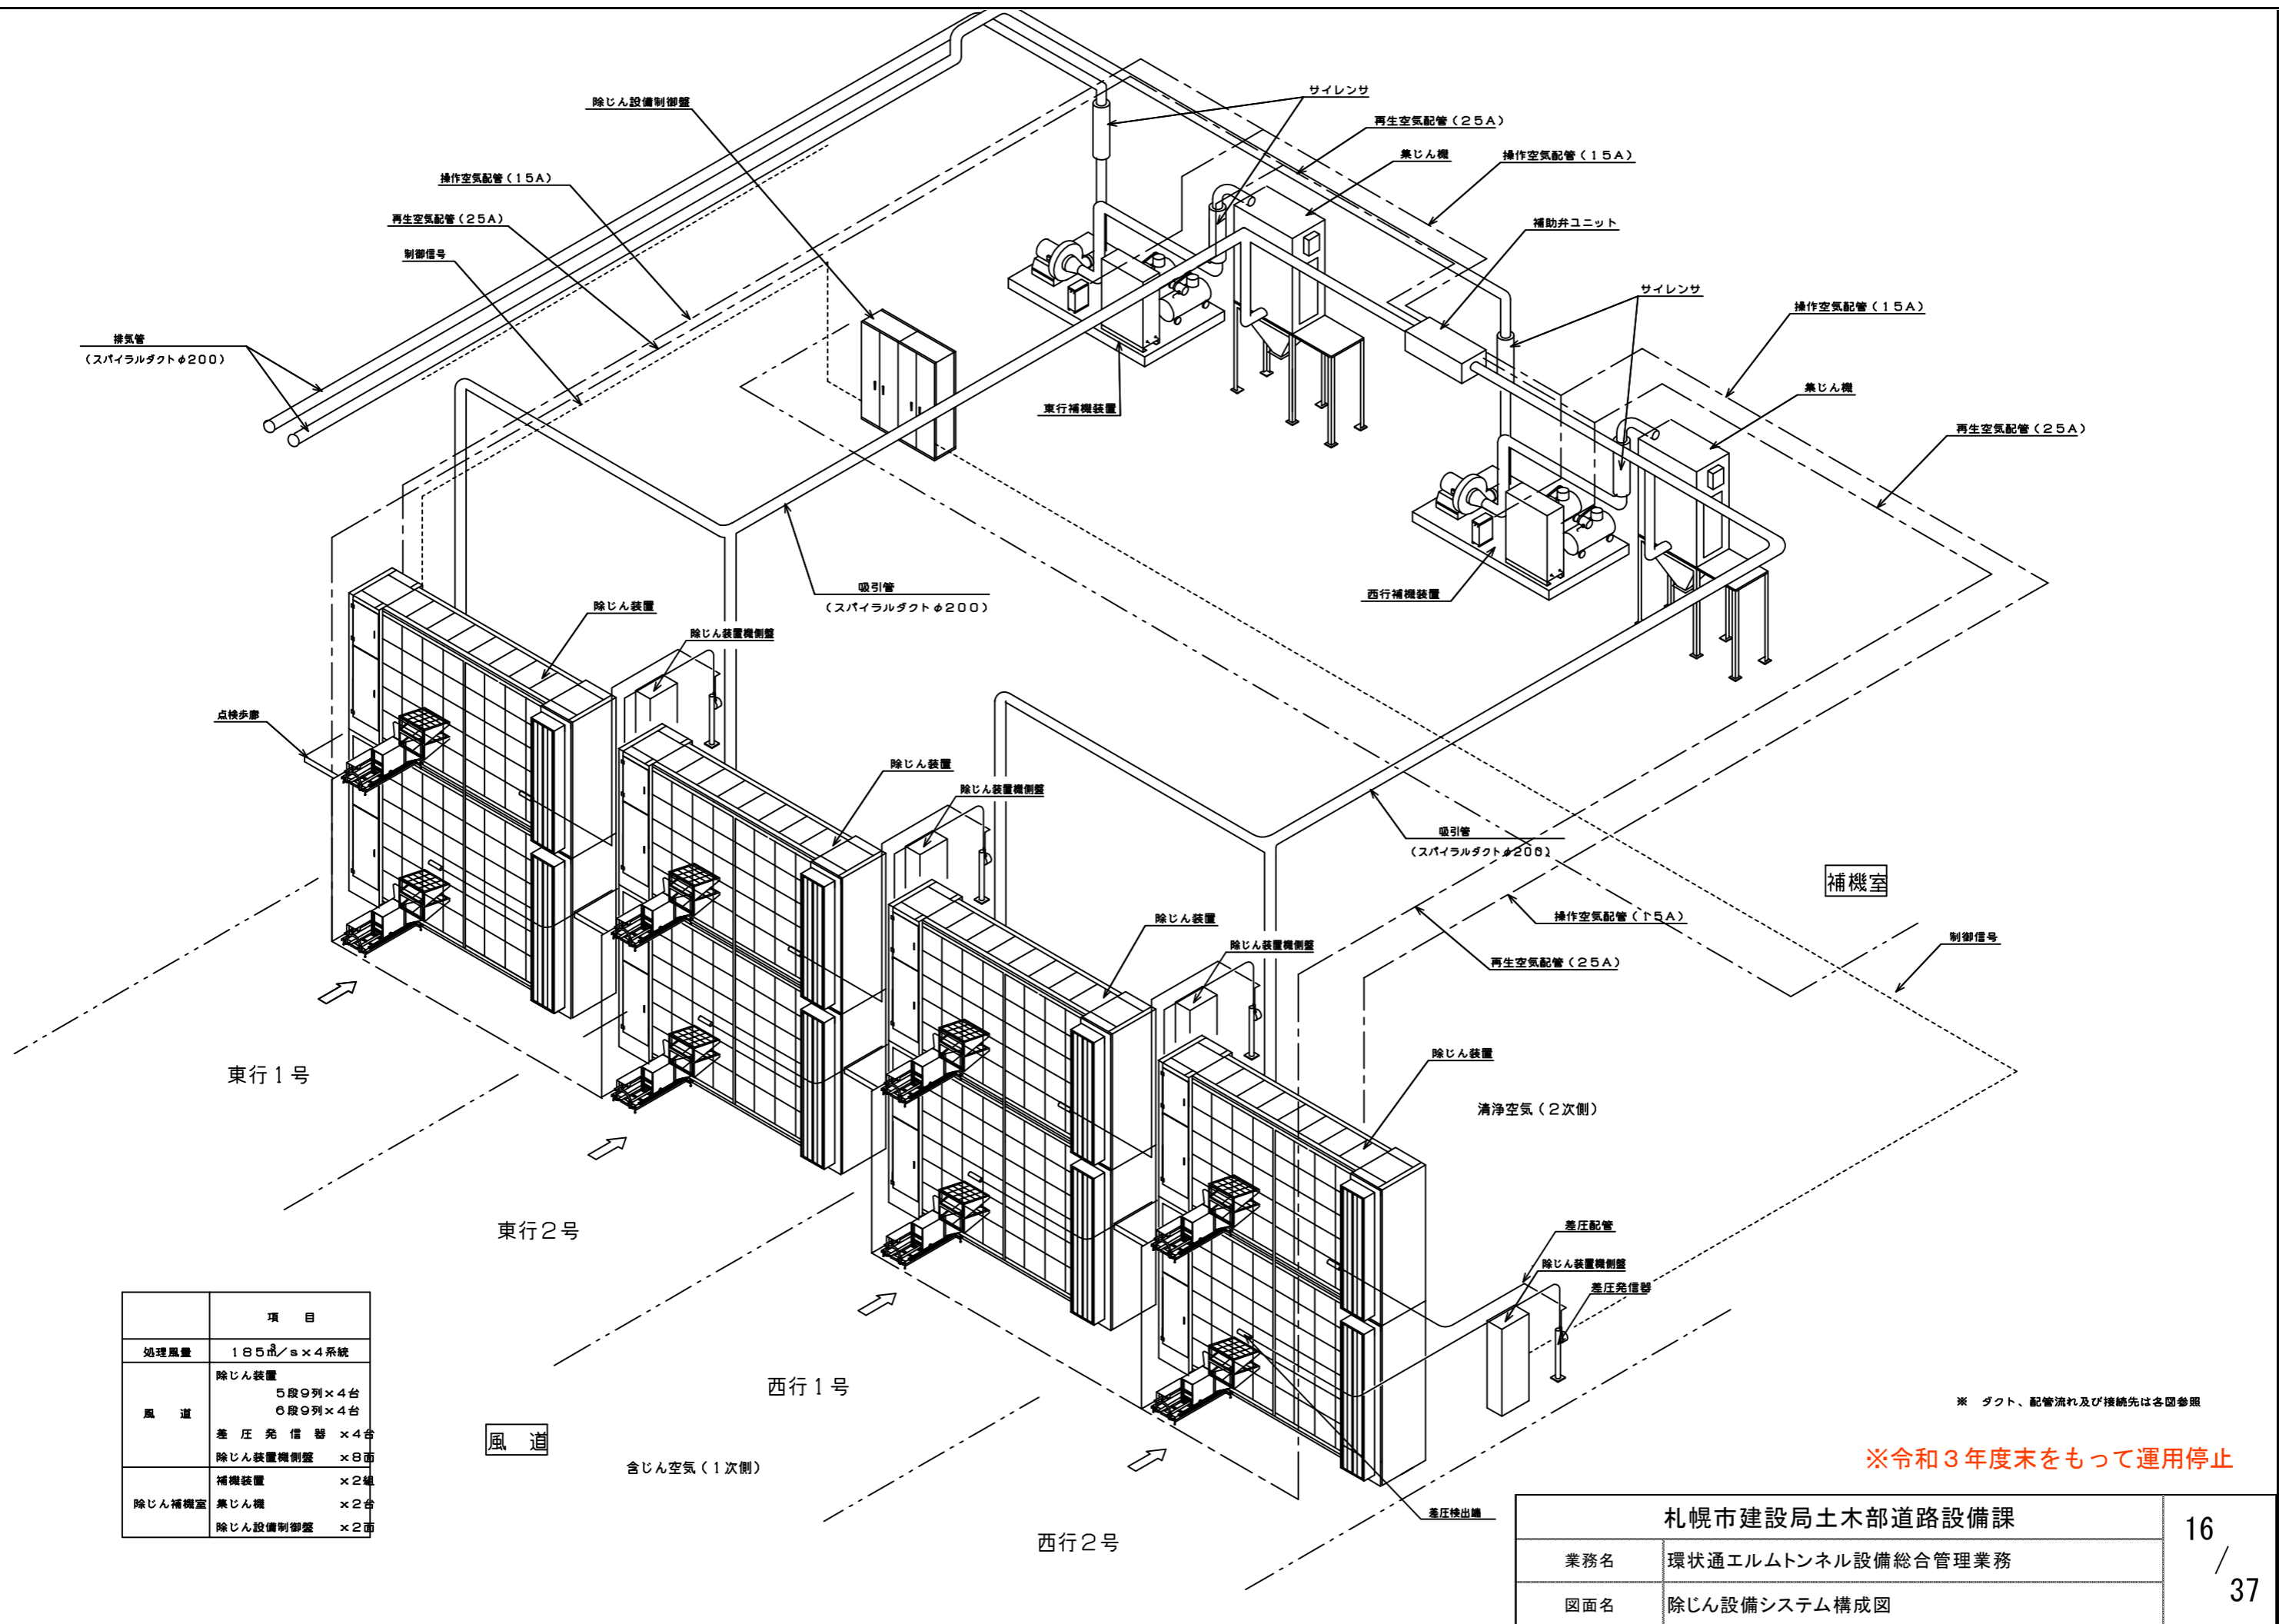 除じん設備制御盤
サイレンサ
再生空気配管（２５Ａ）
集じん機
操作空気配管（１５Ａ）
操作空気配管（１５Ａ）
再生空気配管（２５Ａ）
制御信号
補助弁ユニット
サイレンサ
操作空気配管（１５Ａ）
排気管
（スパイラルダクトφ２００）
集じん機
東行補機装置
再生空気配管（２５Ａ）
吸引管
（スパイラルダクトφ２００）
西行補機装置
除じん装置
除じん装置機側盤
点検歩廊
除じん装置
除じん装置機側盤
吸引管
（スパイラルダクトφ２００）
補機室
除じん装置
操作空気配管（１５Ａ）
除じん装置機側盤
制御信号
再生空気配管（２５Ａ）
除じん装置
東行１号
清浄空気（２次側）
東行２号
差圧配管
除じん装置機側盤
差圧発信器
西行１号
風　道
含じん空気（１次側）
差圧検出端
西行２号
項　目
処理風量　１８５㎥／ｓ×４系統
風　道
除じん装置
５段９列×４台
６段９列×４台
差圧発信器　×４台
除じん装置機側盤　×８面
除じん補機室
補機装置　×２組
集じん機　×２台
除じん設備制御盤　×２面
※　ダクト、配管流れ及び接続先は各図参照
※令和３年度末をもって運用停止
札幌市建設局土木部道路設備課
業務名　環状通エルムトンネル設備総合管理業務
図面名　除じん設備システム構成図
16／37